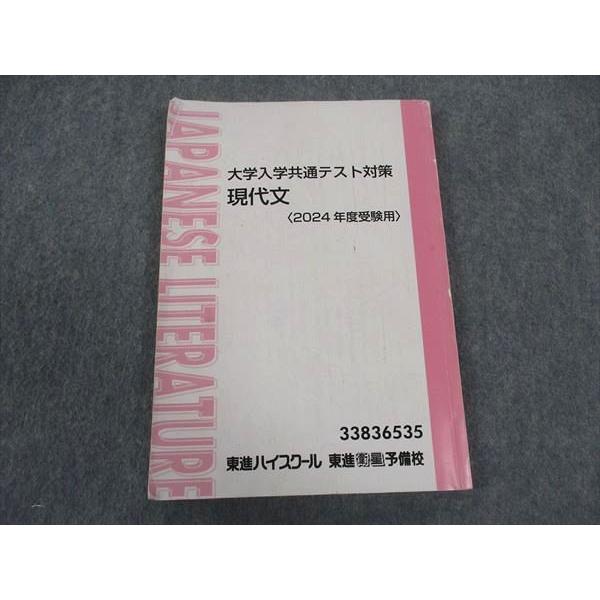 JAPANESE LITERATURE
大学入学共通テスト対策
現代文
〈2024年度受験用〉
33836535
東進ハイスクール 東進衛星予備校